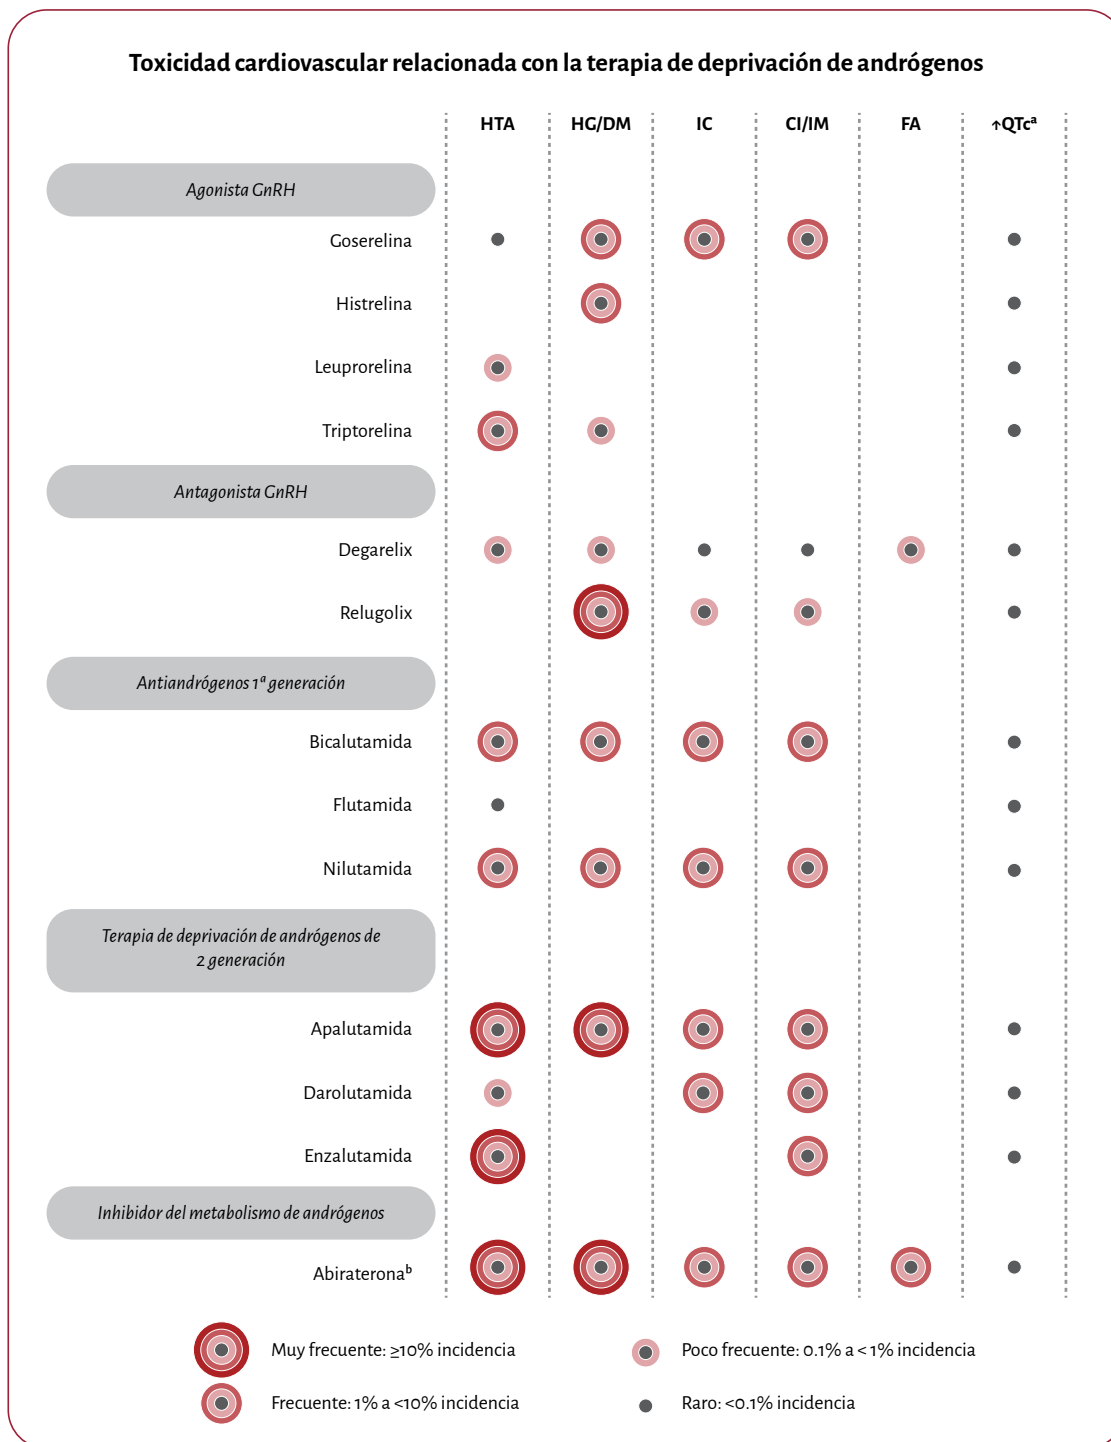 Toxicidad cardiovascular relacionada con la terapia de deprivación de andrógenos
HTA HG/DM IC CI/IM FA ↑QTcᵃ
Agonista GnRH
Goserelina
Histrelina
Leuprorelina
Triptorelina
Antagonista GnRH
Degarelix
Relugolix
Antiandrógenos 1ª generación
Bicalutamida
Flutamida
Nilutamida
Terapia de deprivación de andrógenos de
2 generación
Apalutamida
Darolutamida
Enzalutamida
Inhibidor del metabolismo de andrógenos
Abirateronaᵇ
Muy frecuente: ≥10% incidencia
Poco frecuente: 0.1% a < 1% incidencia
Frecuente: 1% a <10% incidencia
Raro: <0.1% incidencia